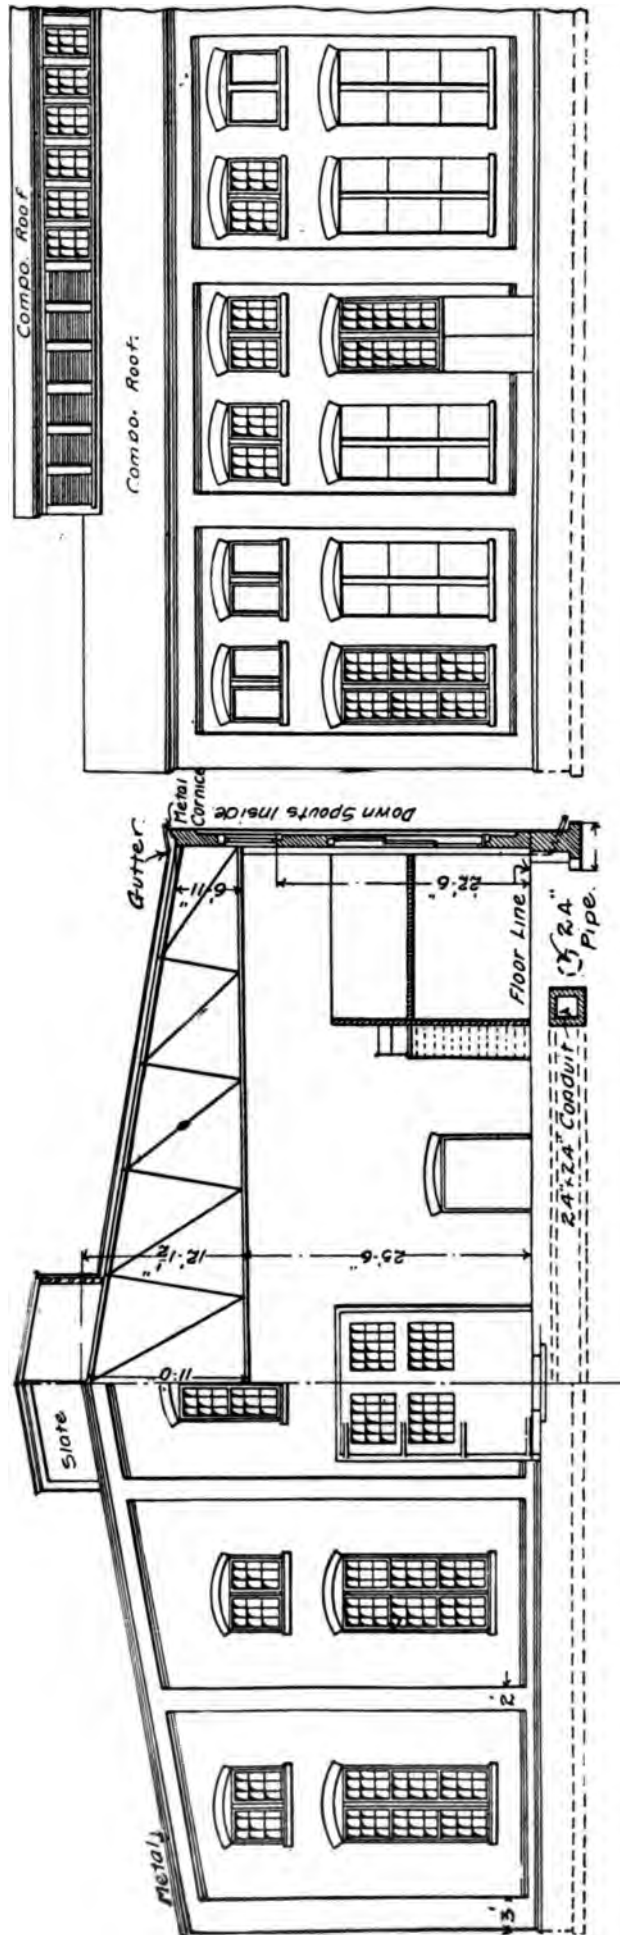 Compo. Roof
Compo. Roof.
Metal
Cornice
Gutter
Down Spouts Inside.
6'-11"
22'-6"
Floor Line
24"
Pipe.
24"x24" Conduit
12'-1½"
25'-6"
11'-0
Slate
Metal
2'
3'